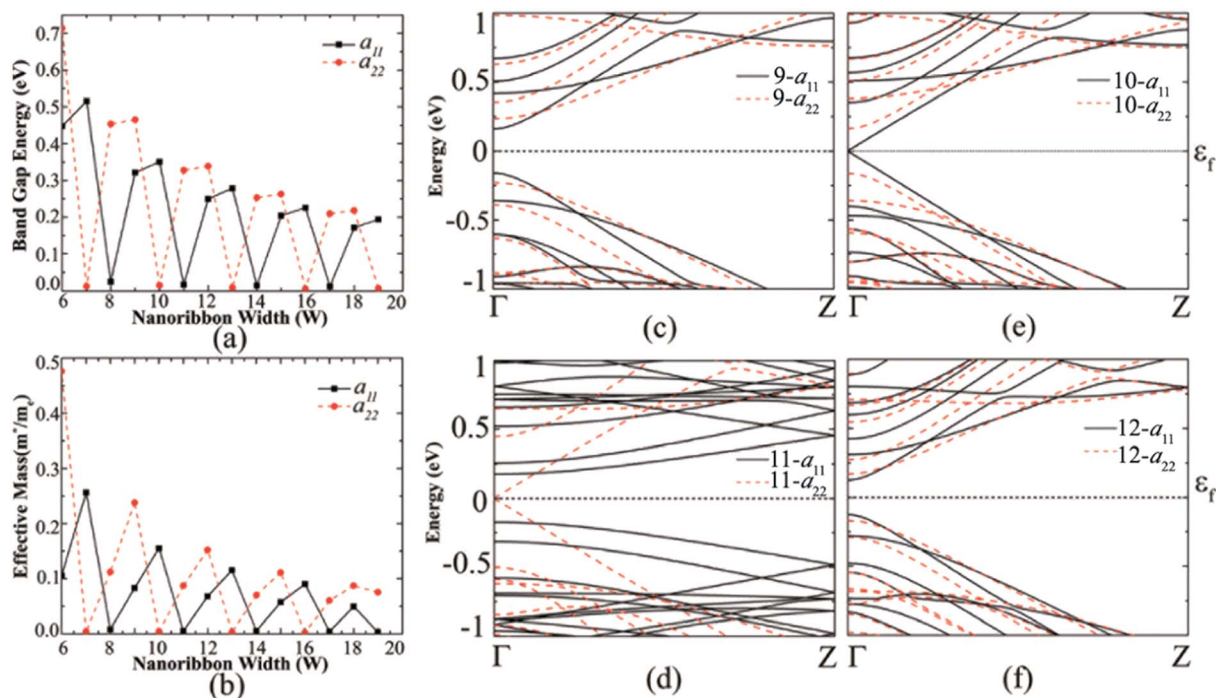 0.7
0.6
0.5
0.4
0.3
0.2
0.1
0.0
Band Gap Energy (eV)
a11
a22
6 8 10 12 14 16 18 20
Nanoribbon Width (W)
(a)
1
0.5
0
-0.5
-1
Energy (eV)
9-a11
9-a22
Γ Z
(c)
10-a11
10-a22
εf
Γ Z
(e)
0.5
0.4
0.3
0.2
0.1
0.0
Effective Mass(m*/me)
a11
a22
6 8 10 12 14 16 18 20
Nanoribbon Width (W)
(b)
1
0.5
0
-0.5
-1
Energy (eV)
11-a11
11-a22
Γ Z
(d)
12-a11
12-a22
εf
Γ Z
(f)